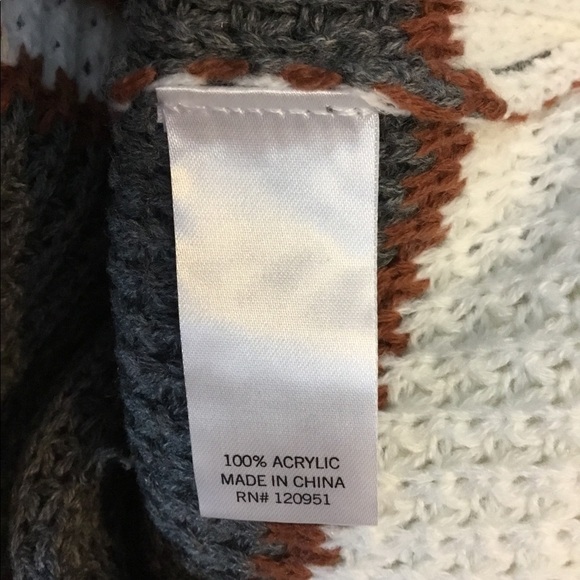 100% ACRYLIC
MADE IN CHINA
RN# 120951